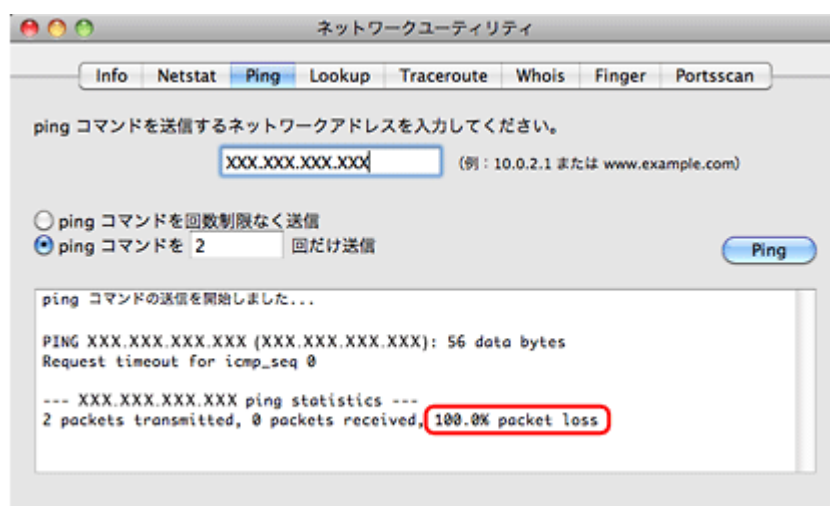 ネットワークユーティリティ
Info Netstat Ping Lookup Traceroute Whois Finger Portsscan
ping コマンドを送信するネットワークアドレスを入力してください。
XXX.XXX.XXX.XXX (例：10.0.2.1 または www.example.com)
ping コマンドを回数制限なく送信
ping コマンドを 2 回だけ送信 Ping
ping コマンドの送信を開始しました...
PING XXX.XXX.XXX.XXX (XXX.XXX.XXX.XXX): 56 data bytes
Request timeout for icmp_seq 0
--- XXX.XXX.XXX.XXX ping statistics ---
2 packets transmitted, 0 packets received, 100.0% packet loss